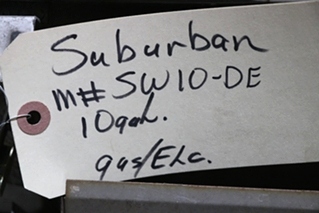 Suburban
M# SW10-DE
10gal.
gas/Elc.